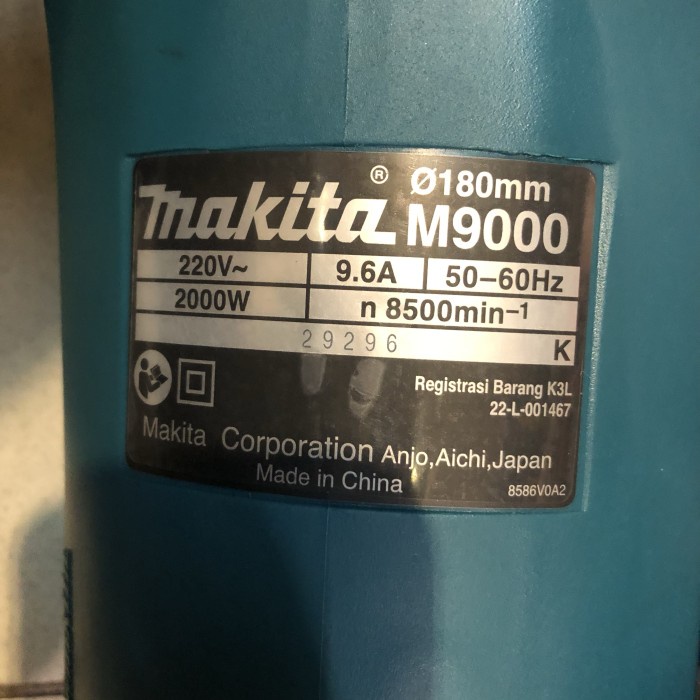 Makita® Ø180mm
M9000
220V~ 9.6A 50–60Hz
2000W n 8500min⁻¹
29296 K
Registrasi Barang K3L
22-L-001467
Makita Corporation Anjo,Aichi,Japan
Made in China
8586V0A2